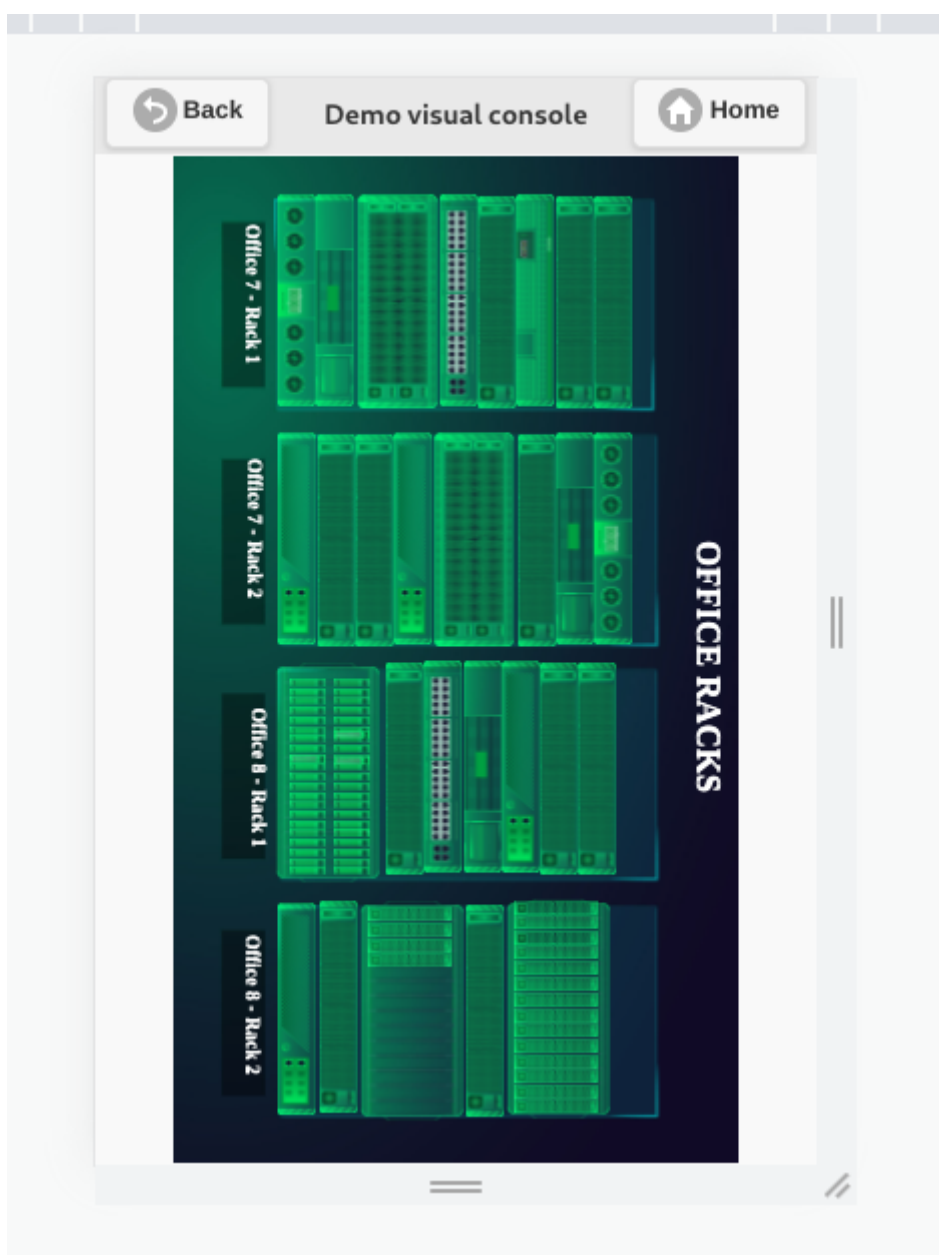 Back
Demo visual console
Home
OFFICE RACKS
Office 7 - Rack 1
Office 7 - Rack 2
Office 8 - Rack 1
Office 8 - Rack 2